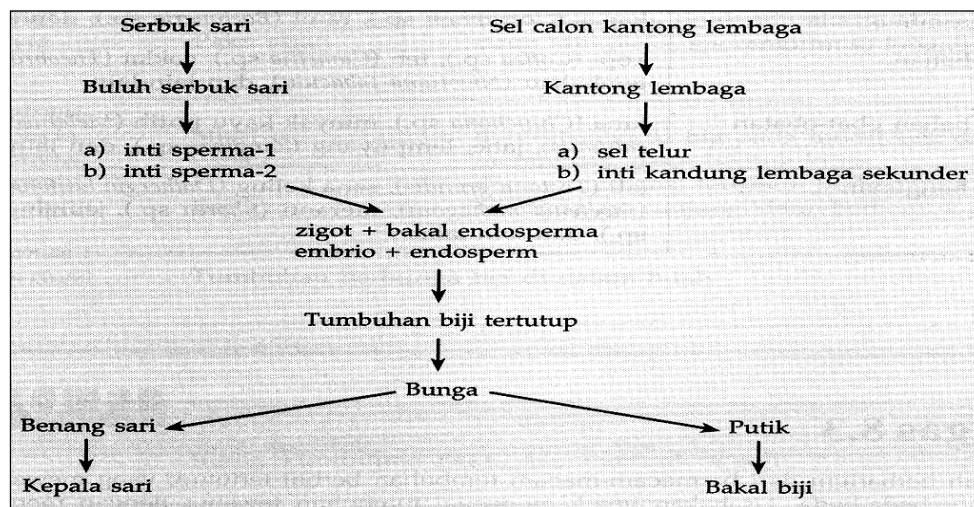 Serbuk sari
Sel calon kantong lembaga
Buluh serbuk sari
Kantong lembaga
a) inti sperma-1
b) inti sperma-2
a) sel telur
b) inti kandung lembaga sekunder
zigot + bakal endosperma
embrio + endosperm
Tumbuhan biji tertutup
Bunga
Benang sari
Putik
Kepala sari
Bakal biji